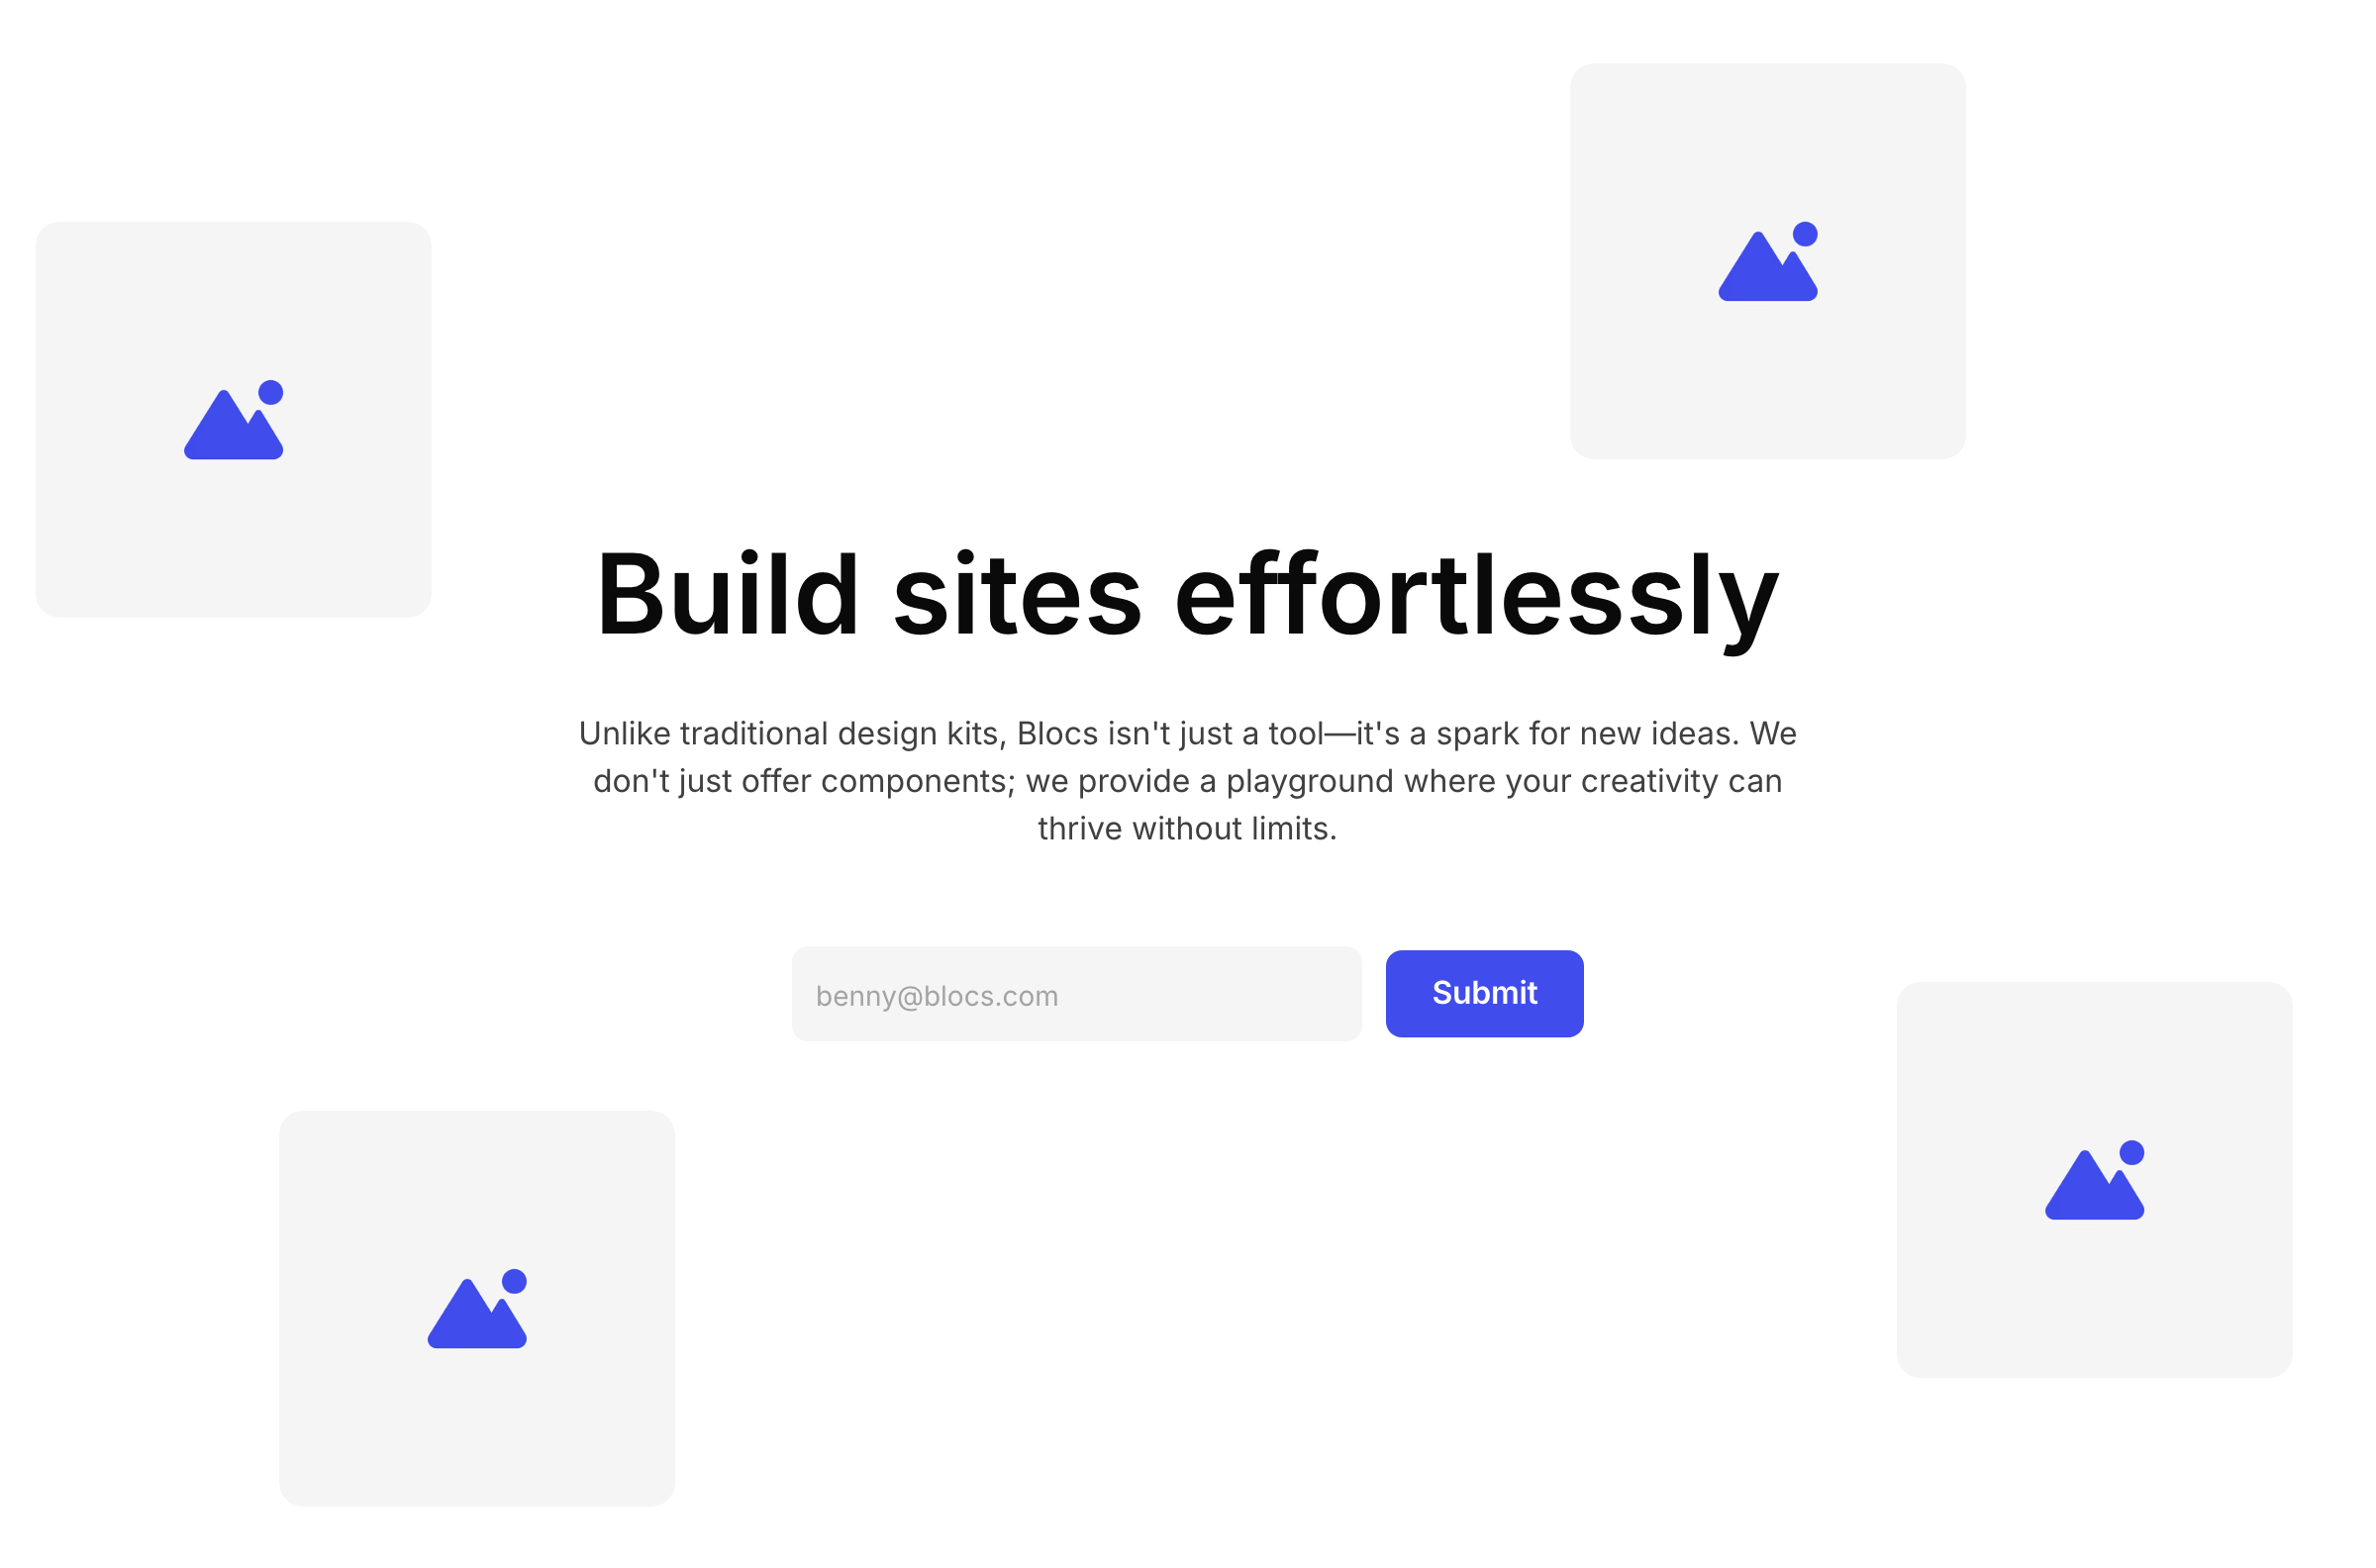 Build sites effortlessly
Unlike traditional design kits, Blocs isn't just a tool—it's a spark for new ideas. We
don't just offer components; we provide a playground where your creativity can
thrive without limits.
benny@blocs.com
Submit